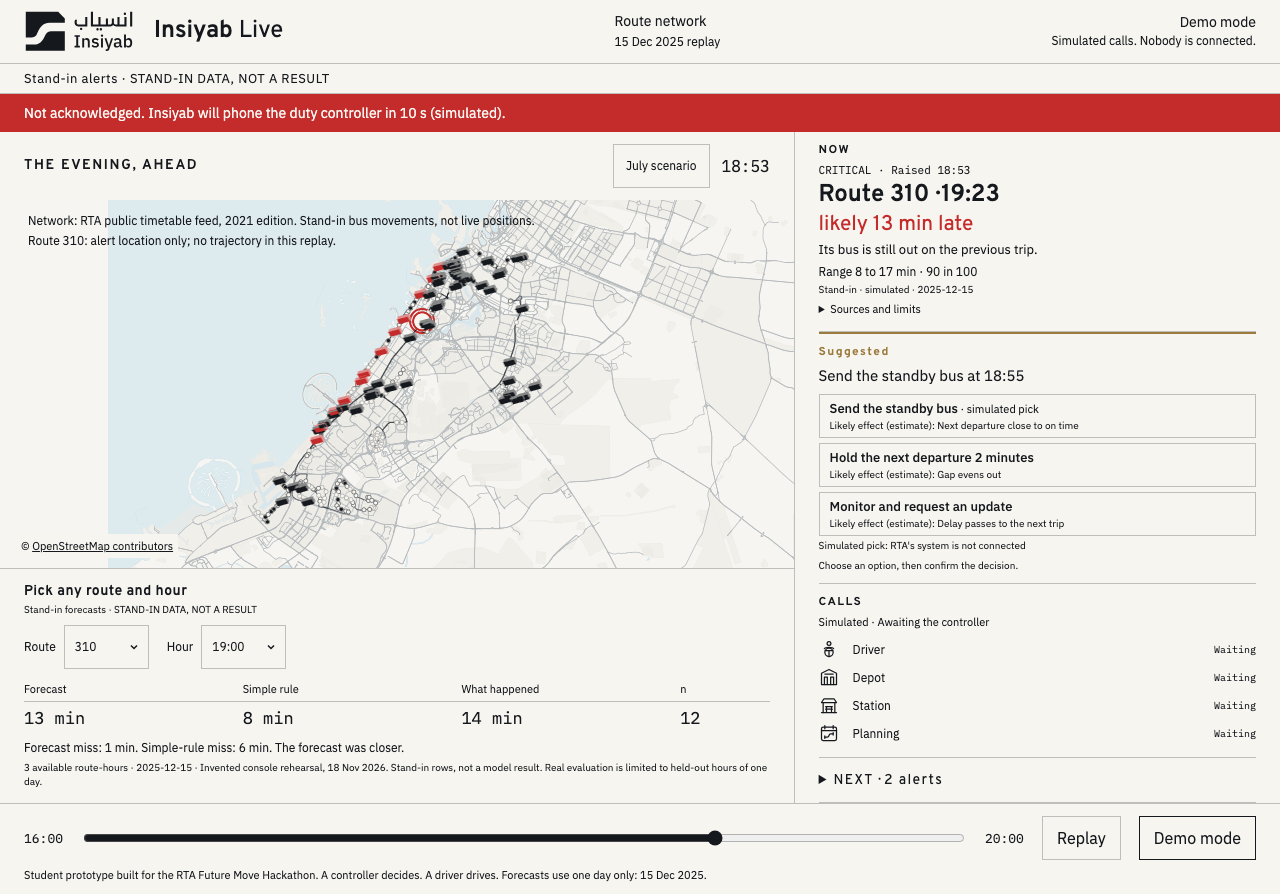 انسياب
Insiyab
Insiyab Live
Route network
15 Dec 2025 replay
Demo mode
Simulated calls. Nobody is connected.
Stand-in alerts · STAND-IN DATA, NOT A RESULT
Not acknowledged. Insiyab will phone the duty controller in 10 s (simulated).
THE EVENING, AHEAD
July scenario
18:53
Network: RTA public timetable feed, 2021 edition. Stand-in bus movements, not live positions.
Route 310: alert location only; no trajectory in this replay.
© OpenStreetMap contributors
Pick any route and hour
Stand-in forecasts · STAND-IN DATA, NOT A RESULT
Route
310
Hour
19:00
Forecast
Simple rule
What happened
n
13 min
8 min
14 min
12
Forecast miss: 1 min. Simple-rule miss: 6 min. The forecast was closer.
3 available route-hours · 2025-12-15 · Invented console rehearsal, 18 Nov 2026. Stand-in rows, not a model result. Real evaluation is limited to held-out hours of one
day.
NOW
CRITICAL · Raised 18:53
Route 310 ·19:23
likely 13 min late
Its bus is still out on the previous trip.
Range 8 to 17 min · 90 in 100
Stand-in · simulated · 2025-12-15
Sources and limits
Suggested
Send the standby bus at 18:55
Send the standby bus · simulated pick
Likely effect (estimate): Next departure close to on time
Hold the next departure 2 minutes
Likely effect (estimate): Gap evens out
Monitor and request an update
Likely effect (estimate): Delay passes to the next trip
Simulated pick: RTA's system is not connected
Choose an option, then confirm the decision.
CALLS
Simulated · Awaiting the controller
Driver
Waiting
Depot
Waiting
Station
Waiting
Planning
Waiting
NEXT · 2 alerts
16:00
20:00
Replay
Demo mode
Student prototype built for the RTA Future Move Hackathon. A controller decides. A driver drives. Forecasts use one day only: 15 Dec 2025.